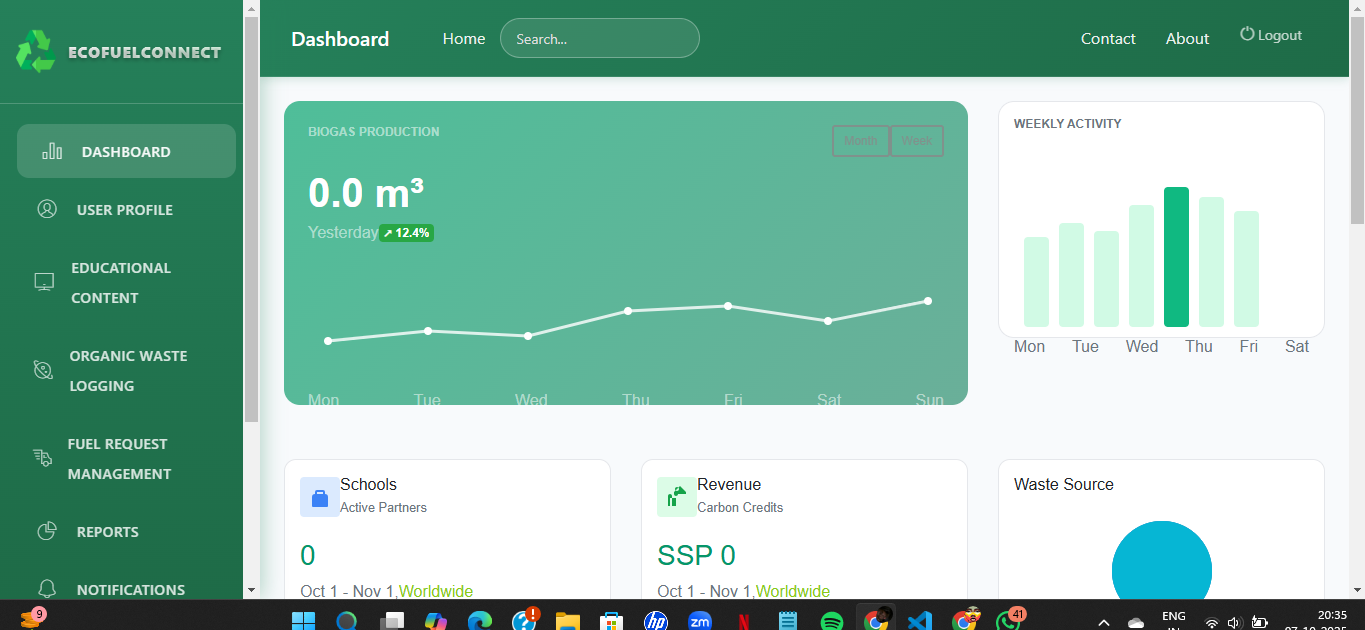 ECOFUELCONNECT
Dashboard
Home
Search...
Contact
About
Logout
DASHBOARD
USER PROFILE
EDUCATIONAL
CONTENT
ORGANIC WASTE
LOGGING
FUEL REQUEST
MANAGEMENT
REPORTS
NOTIFICATIONS
BIOGAS PRODUCTION
Month
Week
0.0 m³
Yesterday ↗ 12.4%
Mon Tue Wed Thu Fri Sat Sun
WEEKLY ACTIVITY
Mon Tue Wed Thu Fri Sat
Schools
Active Partners
0
Oct 1 - Nov 1,Worldwide
Revenue
Carbon Credits
SSP 0
Oct 1 - Nov 1,Worldwide
Waste Source
9
hp
zm
N
41
ENG
IN
20:35
07-10-2025